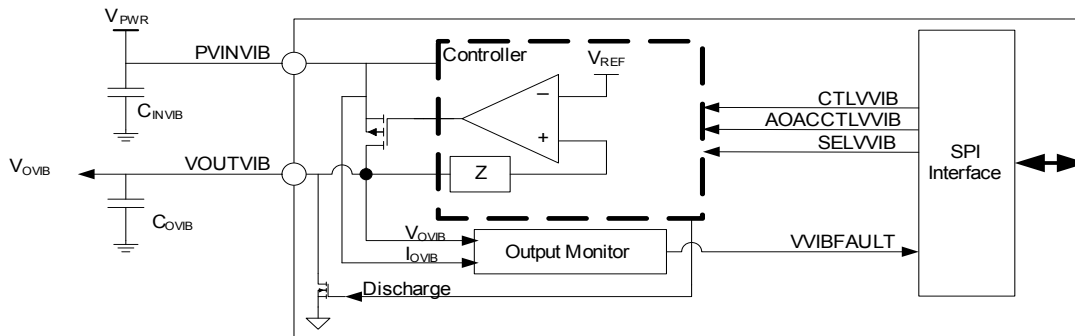 VPWR
PVINVIB
Controller
VREF
CINVIB
−
+
CTLVVIB
AOACCTLVVIB
SELVVIB
SPI
Interface
VOUTVIB
VOVIB
Z
COVIB
VOVIB
IOVIB
Output Monitor
VVIBFAULT
Discharge